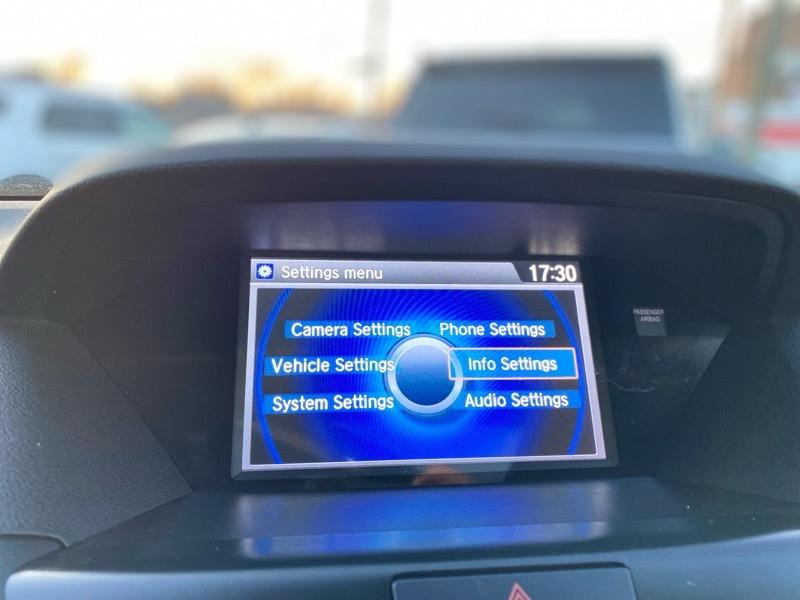 Settings menu
17:30
Camera Settings
Phone Settings
Vehicle Settings
Info Settings
System Settings
Audio Settings
PASSENGER
AIRBAG